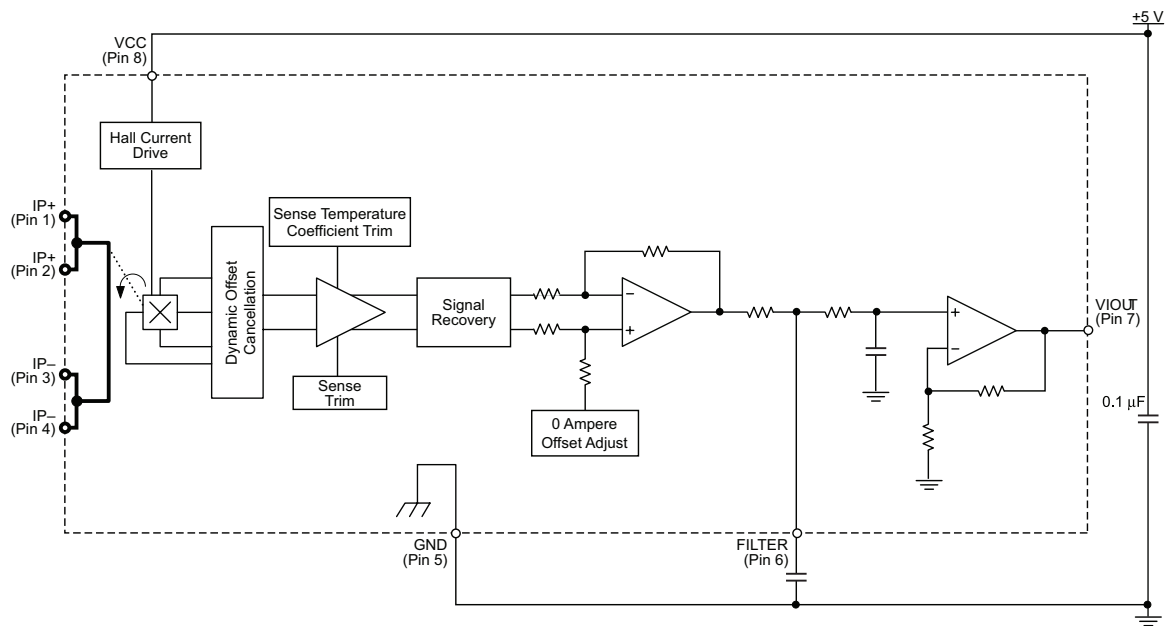 +5 V
VCC
(Pin 8)
Hall Current
Drive
IP+
(Pin 1)
IP+
(Pin 2)
IP–
(Pin 3)
IP–
(Pin 4)
Dynamic Offset
Cancellation
Sense Temperature
Coefficient Trim
Sense
Trim
Signal
Recovery
0 Ampere
Offset Adjust
–
+
+
–
VIOUT
(Pin 7)
0.1 µF
GND
(Pin 5)
FILTER
(Pin 6)